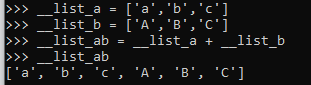 >>> __list_a = ['a','b','c']
>>> __list_b = ['A','B','C']
>>> __list_ab = __list_a + __list_b
>>> __list_ab
['a', 'b', 'c', 'A', 'B', 'C']